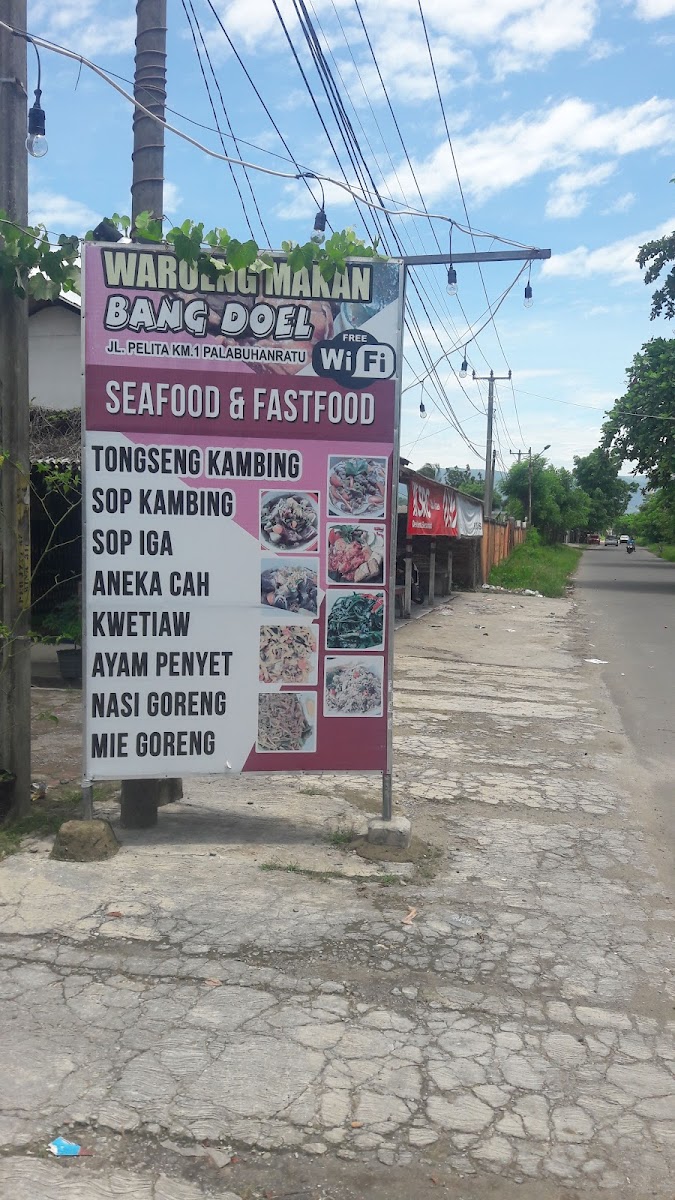 WAROENG MAKAN
BANG DOEL
JL. PELITA KM.1 PALABUHANRATU
FREE
WiFi
SEAFOOD & FASTFOOD
TONGSENG KAMBING
SOP KAMBING
SOP IGA
ANEKA CAH
KWETIAW
AYAM PENYET
NASI GORENG
MIE GORENG